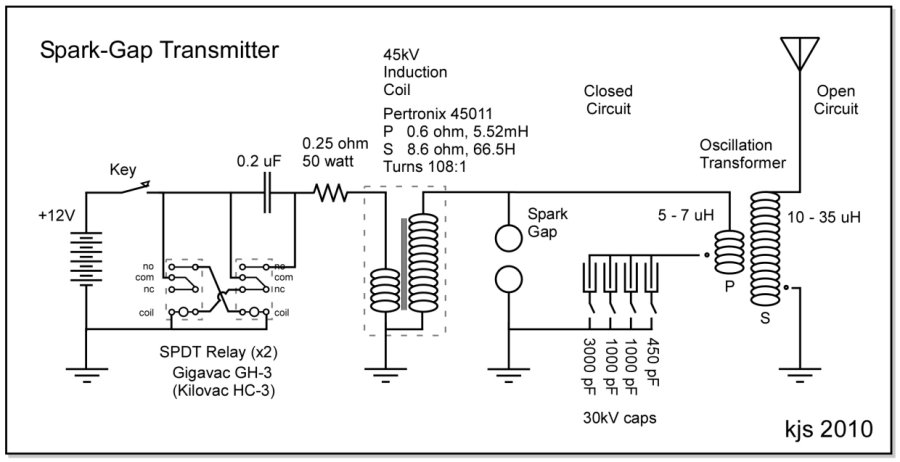 Spark-Gap Transmitter
45kV
Induction
Coil
Pertronix 45011
P 0.6 ohm, 5.52mH
S 8.6 ohm, 66.5H
Turns 108:1
Closed
Circuit
Open
Circuit
Oscillation
Transformer
0.25 ohm
50 watt
0.2 uF
Key
+12V
Spark
Gap
5 - 7 uH
10 - 35 uH
no
com
nc
coil
no
com
nc
coil
P
S
SPDT Relay (x2)
Gigavac GH-3
(Kilovac HC-3)
3000 pF
1000 pF
1000 pF
450 pF
30kV caps
kjs 2010